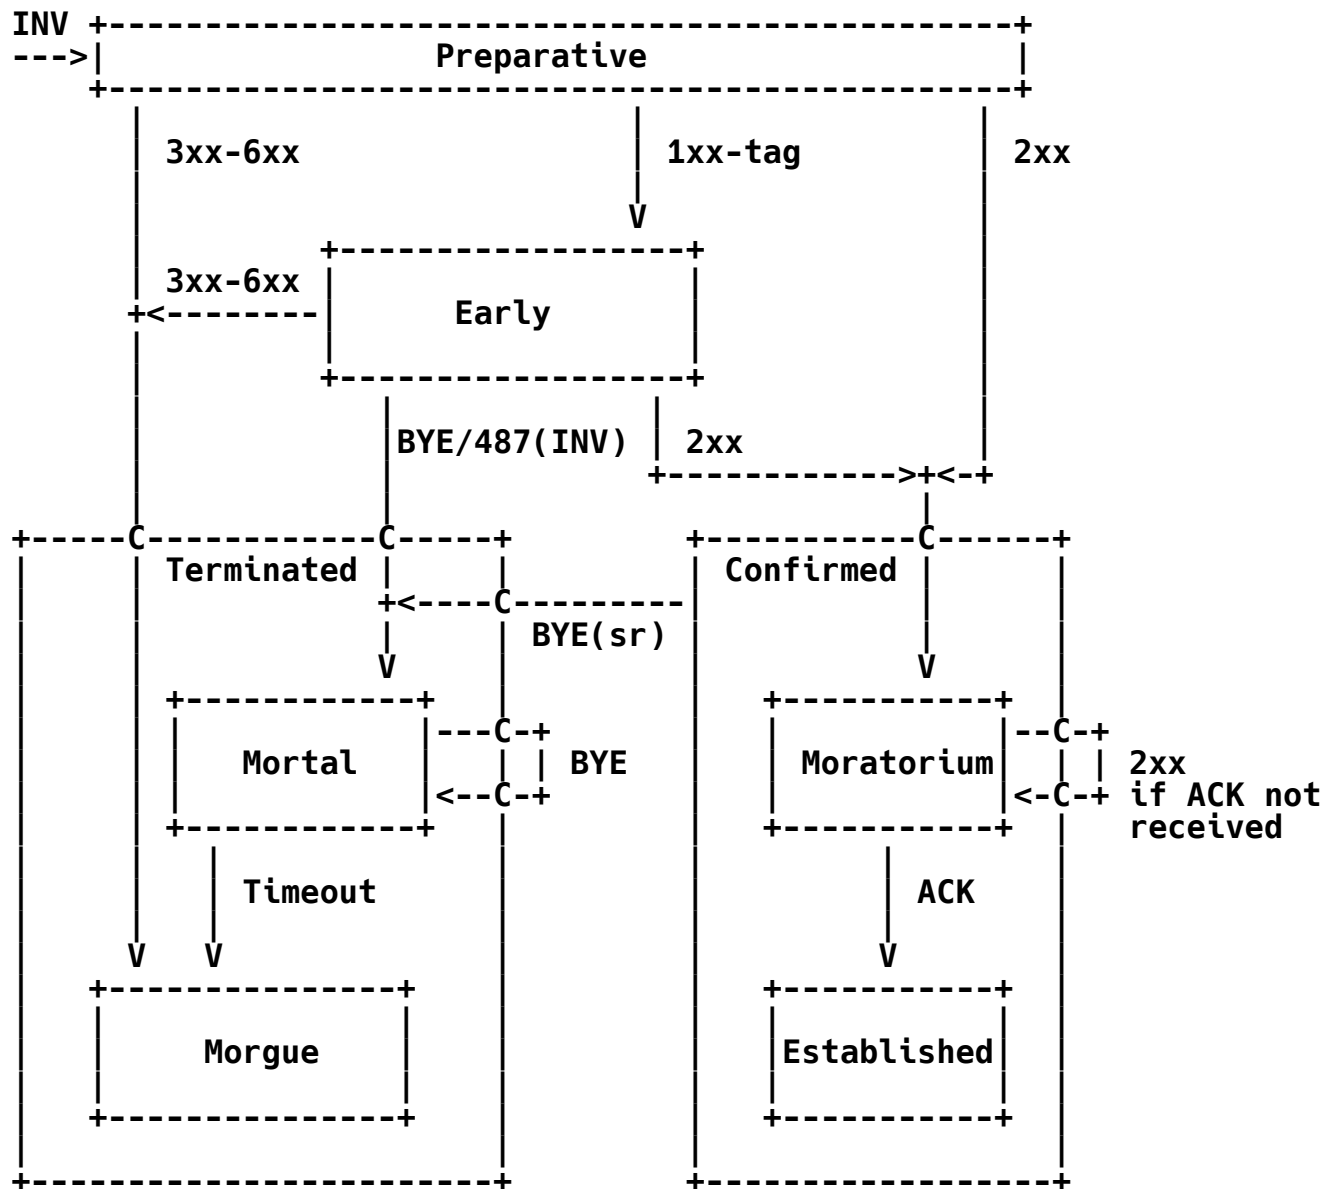 INV
Preparative
3xx-6xx 1xx-tag 2xx
V
3xx-6xx
Early
BYE/487(INV) 2xx
C C C
Terminated Confirmed
C
BYE(sr)
V V
C C
Mortal BYE Moratorium 2xx
C C if ACK not
received
Timeout ACK
V V V
Morgue Established